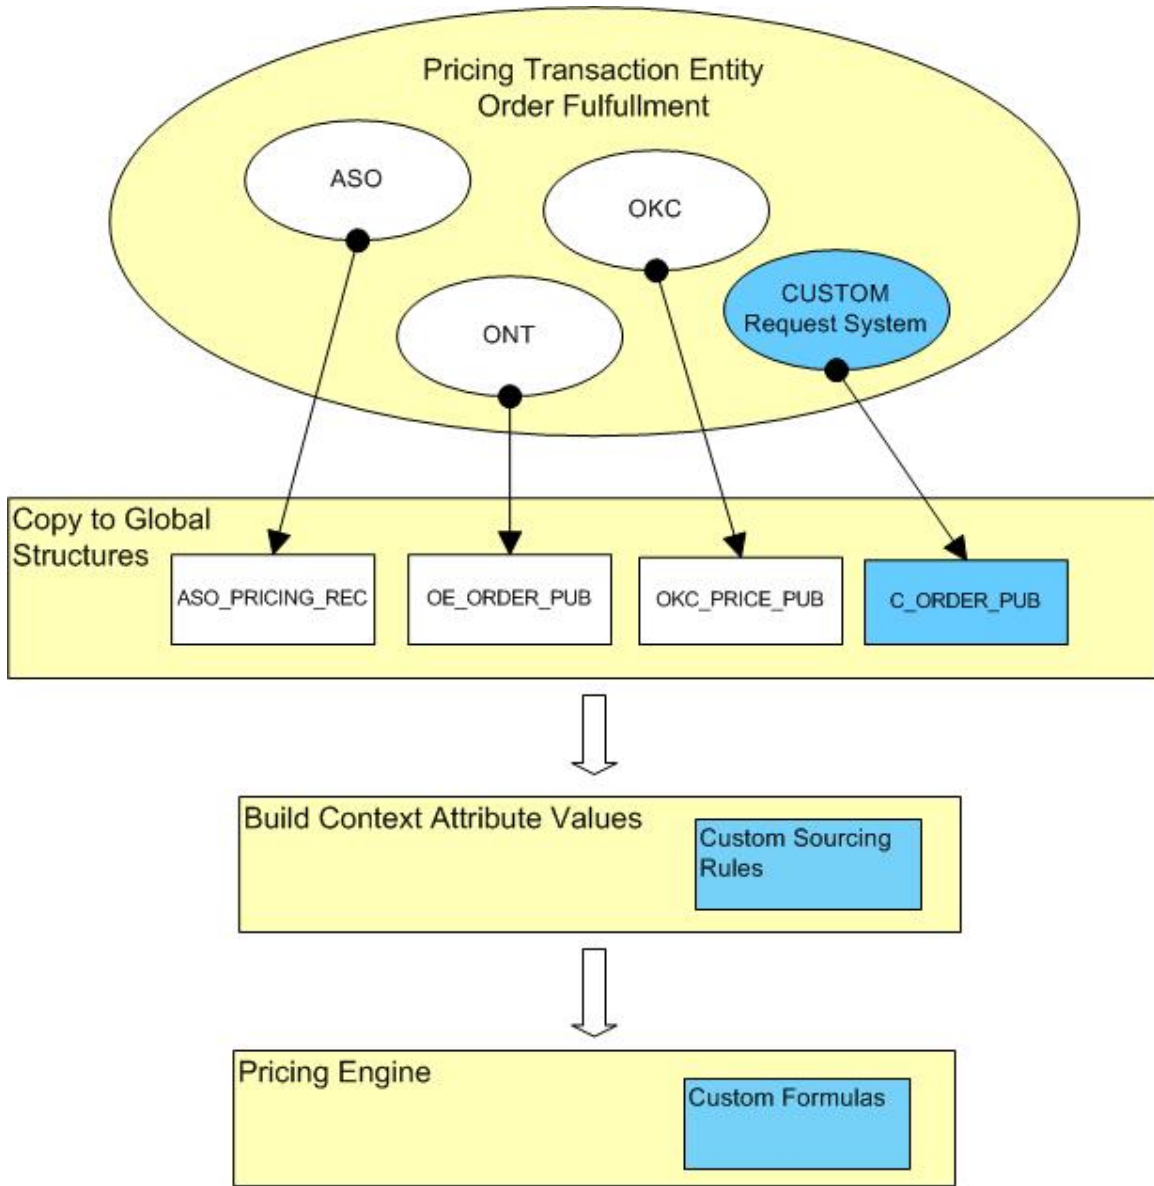 Pricing Transaction Entity
Order Fulfullment
ASO
OKC
CUSTOM
Request System
ONT
Copy to Global
Structures
ASO_PRICING_REC
OE_ORDER_PUB
OKC_PRICE_PUB
C_ORDER_PUB
Build Context Attribute Values
Custom Sourcing
Rules
Pricing Engine
Custom Formulas